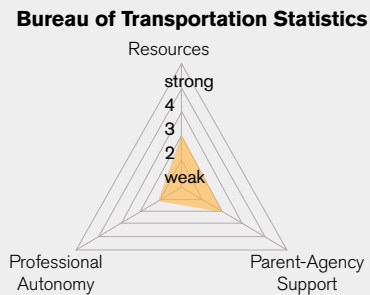 Bureau of Transportation Statistics
Resources
strong
4
3
2
weak
Professional
Autonomy
Parent-Agency
Support